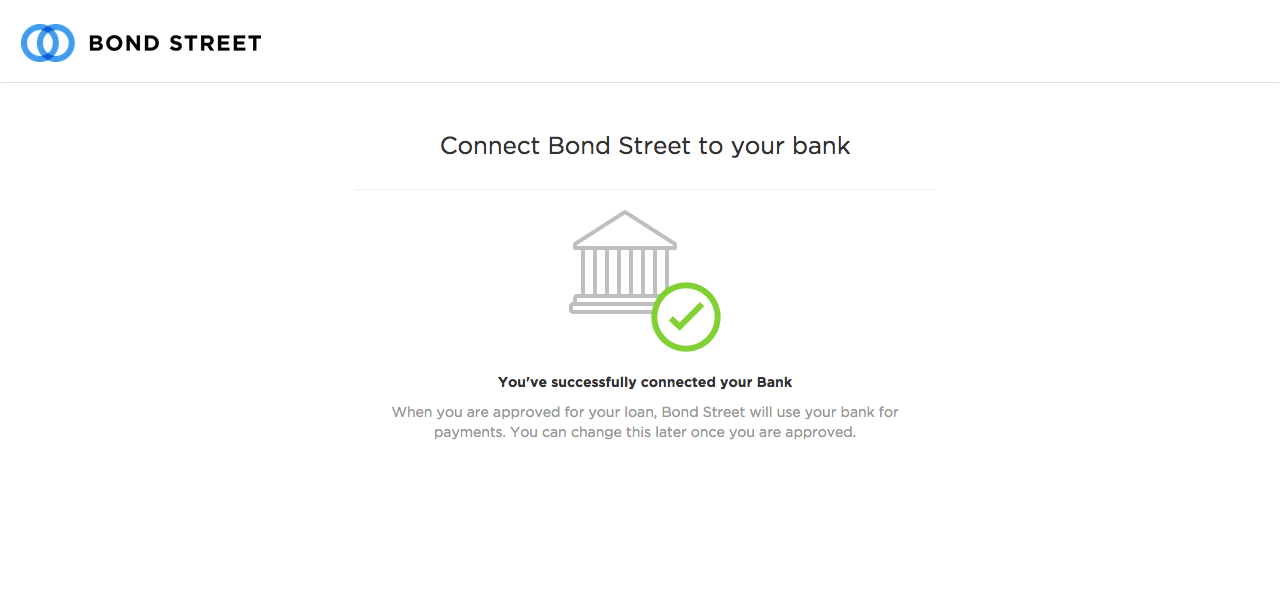 BOND STREET
Connect Bond Street to your bank
You've successfully connected your Bank
When you are approved for your loan, Bond Street will use your bank for
payments. You can change this later once you are approved.